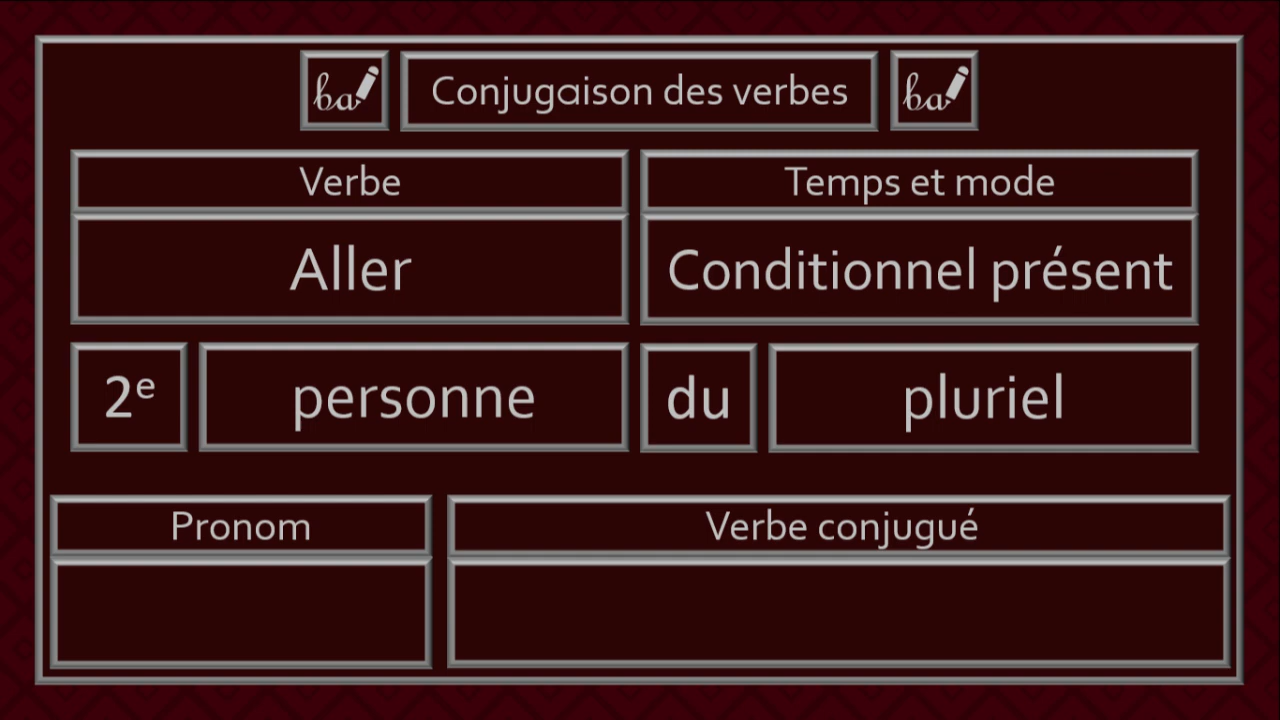 ba Conjugaison des verbes ba
Verbe
Temps et mode
Aller
Conditionnel présent
2e personne du pluriel
Pronom
Verbe conjugué